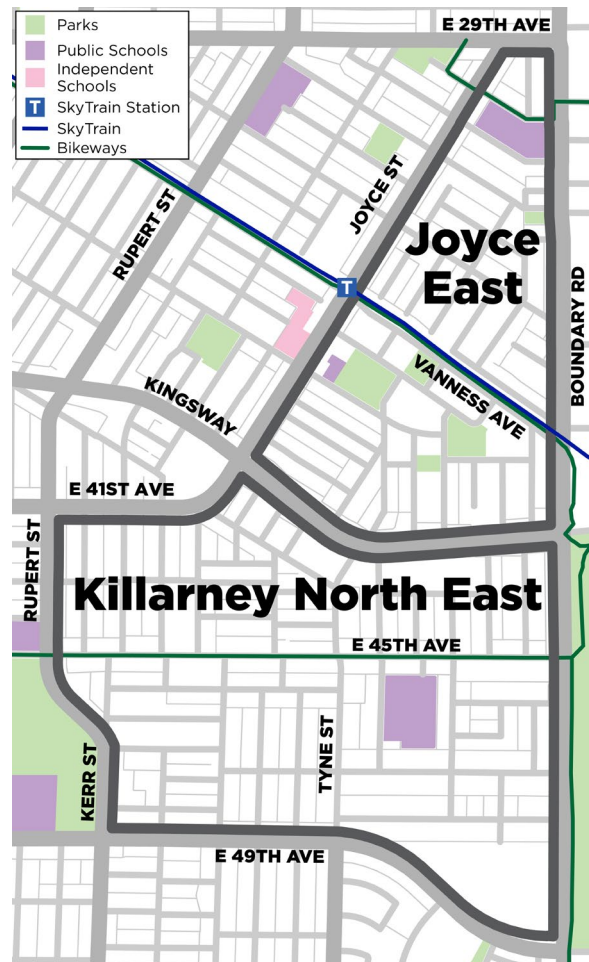 E 29TH AVE
Parks
Public Schools
Independent
Schools
T SkyTrain Station
SkyTrain
Bikeways
JOYCE ST
RUPERT ST
Joyce
East
BOUNDARY RD
T
VANNESS AVE
KINGSWAY
E 41ST AVE
RUPERT ST
Killarney North East
E 45TH AVE
TYNE ST
KERR ST
E 49TH AVE